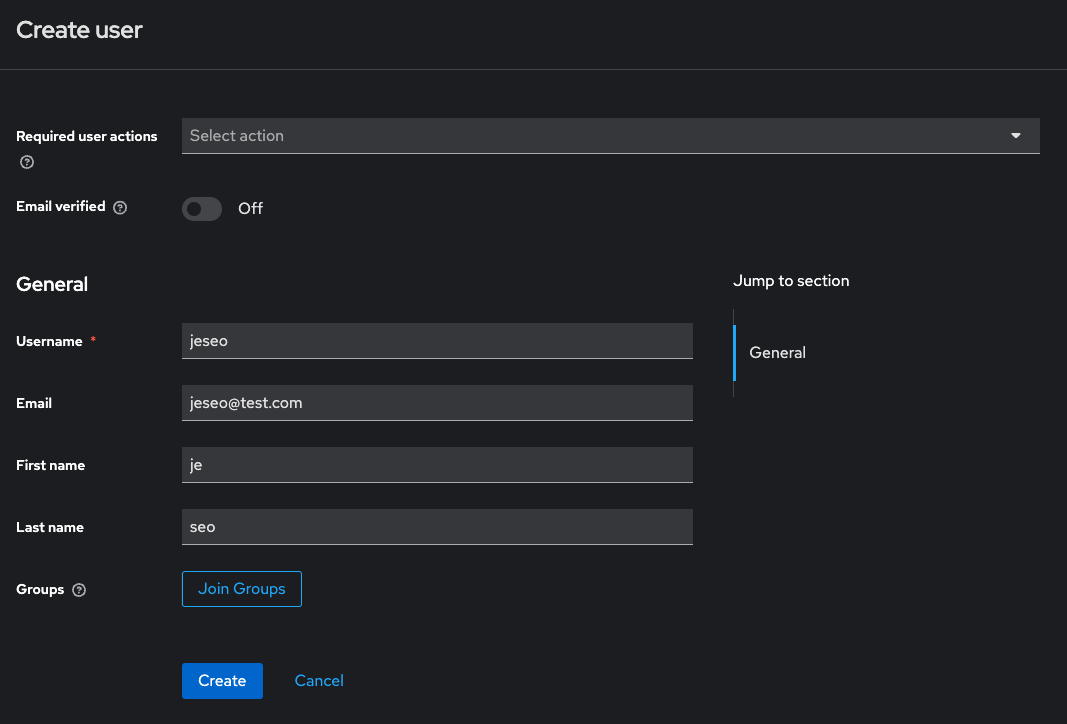 Create user
Required user actions
Select action
Email verified
Off
General
Jump to section
Username *
jeseo
General
Email
jeseo@test.com
First name
je
Last name
seo
Groups
Join Groups
Create
Cancel